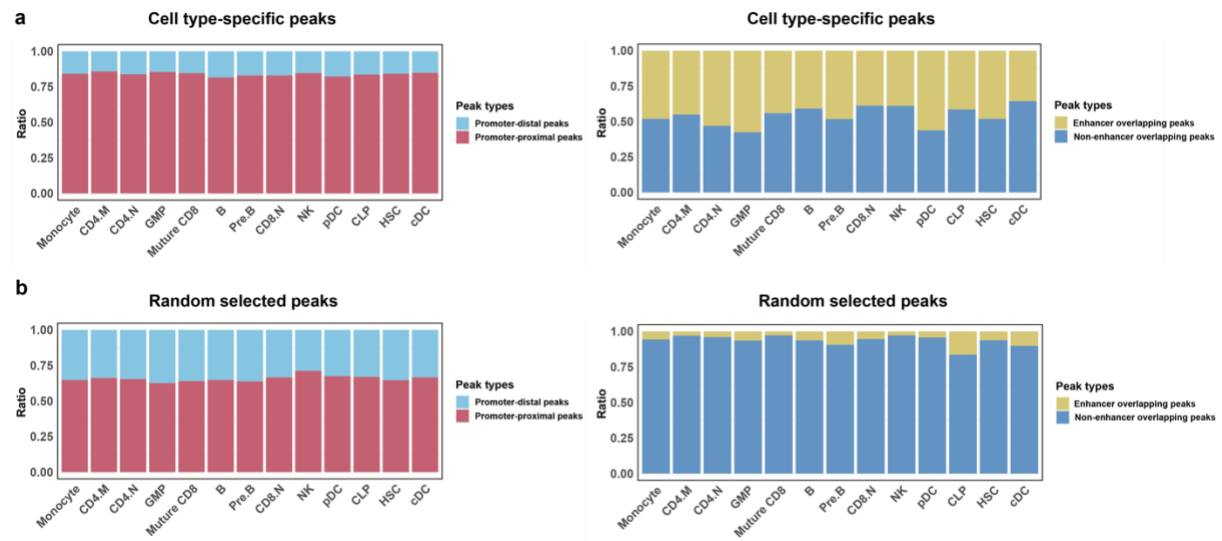 a
Cell type-specific peaks
Ratio
1.00
0.75
0.50
0.25
0.00
Monocyte
CD4.M
CD4.N
GMP
Muture CD8
B
Pre.B
CD8.N
NK
pDC
CLP
HSC
cDC
Peak types
Promoter-distal peaks
Promoter-proximal peaks
Cell type-specific peaks
Ratio
1.00
0.75
0.50
0.25
0.00
Monocyte
CD4.M
CD4.N
GMP
Muture CD8
B
Pre.B
CD8.N
NK
pDC
CLP
HSC
cDC
Peak types
Enhancer overlapping peaks
Non-enhancer overlapping peaks
b
Random selected peaks
Ratio
1.00
0.75
0.50
0.25
0.00
Monocyte
CD4.M
CD4.N
GMP
Muture CD8
B
Pre.B
CD8.N
NK
pDC
CLP
HSC
cDC
Peak types
Promoter-distal peaks
Promoter-proximal peaks
Random selected peaks
Ratio
1.00
0.75
0.50
0.25
0.00
Monocyte
CD4.M
CD4.N
GMP
Muture CD8
B
Pre.B
CD8.N
NK
pDC
CLP
HSC
cDC
Peak types
Enhancer overlapping peaks
Non-enhancer overlapping peaks